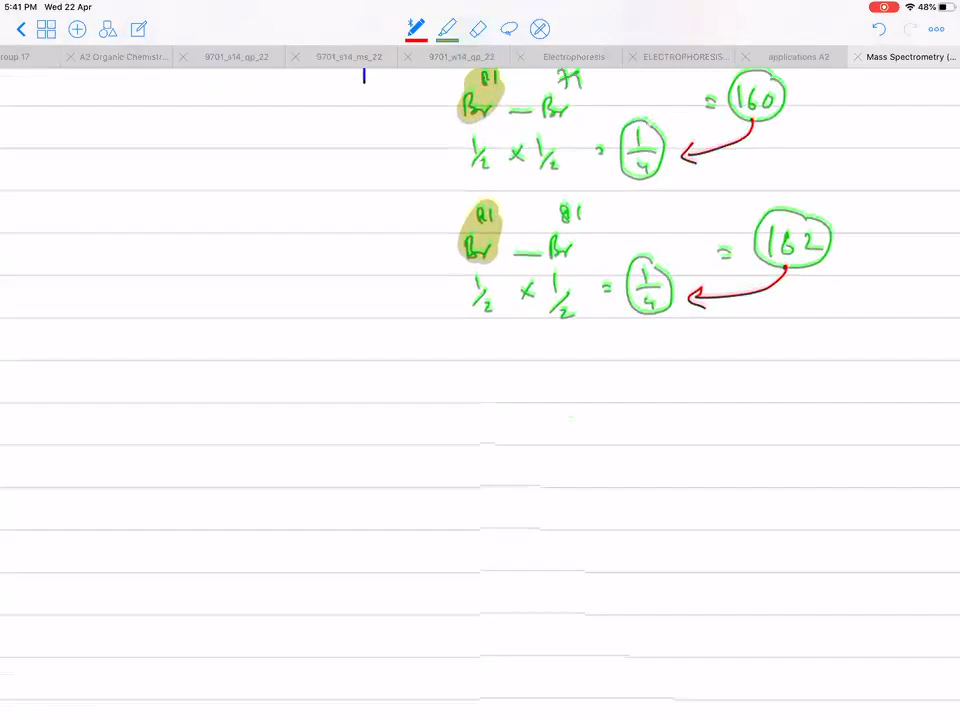 5:41 PM Wed 22 Apr 48%
roup 17 A2 Organic Chemistr... 9701_s14_qp_22 9701_s14_ms_22 9701_w14_qp_22 Electrophoresis ELECTROPHORESIS... applications A2 Mass Spectrometry (...
81 79
Br — Br = 160
1/2 × 1/2 = 1/4
81 81
Br — Br = 162
1/2 × 1/2 = 1/4